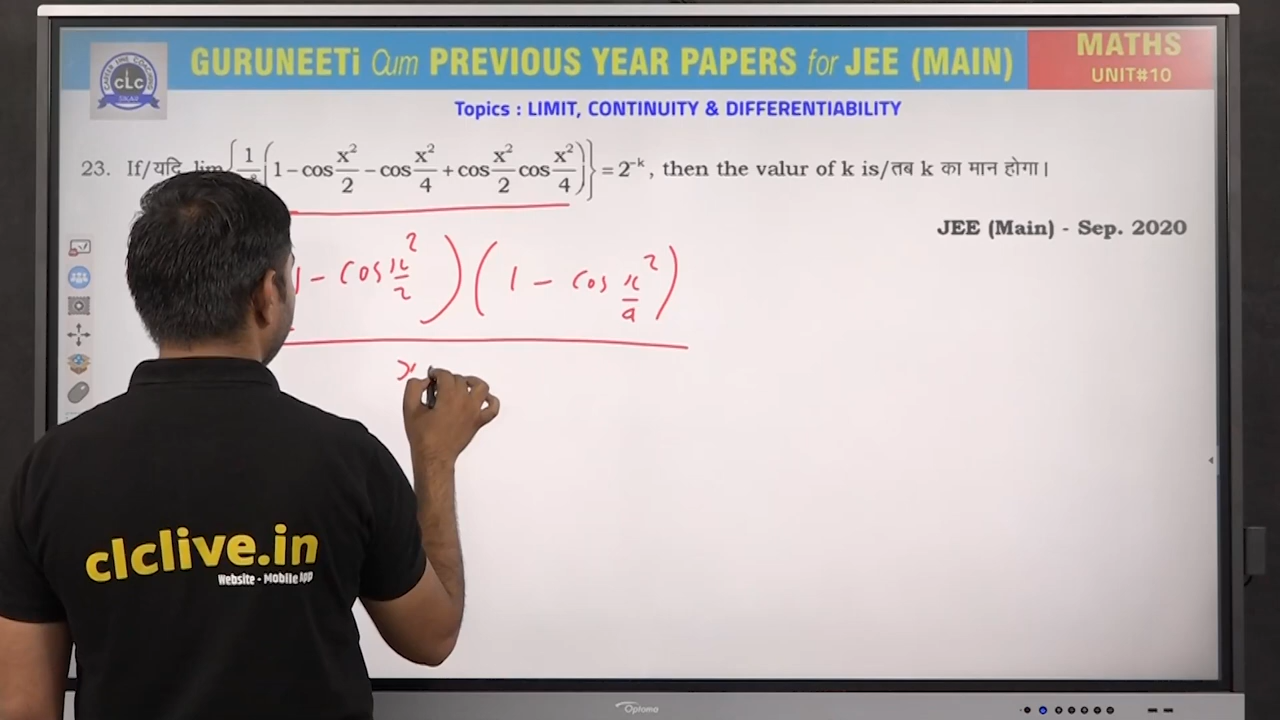 GURUNEETi Cum PREVIOUS YEAR PAPERS for JEE (MAIN)
MATHS
UNIT#10
CLC
SIKAR
Topics : LIMIT, CONTINUITY & DIFFERENTIABILITY
23. If/यदि lim {1/x⁸ (1 – cos x²/2 – cos x²/4 + cos x²/2 cos x²/4)} = 2⁻ᵏ, then the valur of k is/तब k का मान होगा।
JEE (Main) - Sep. 2020
1 – cos x²/2) (1 – cos x²/4)
x
clclive.in
Website - Mobile App
Optoma